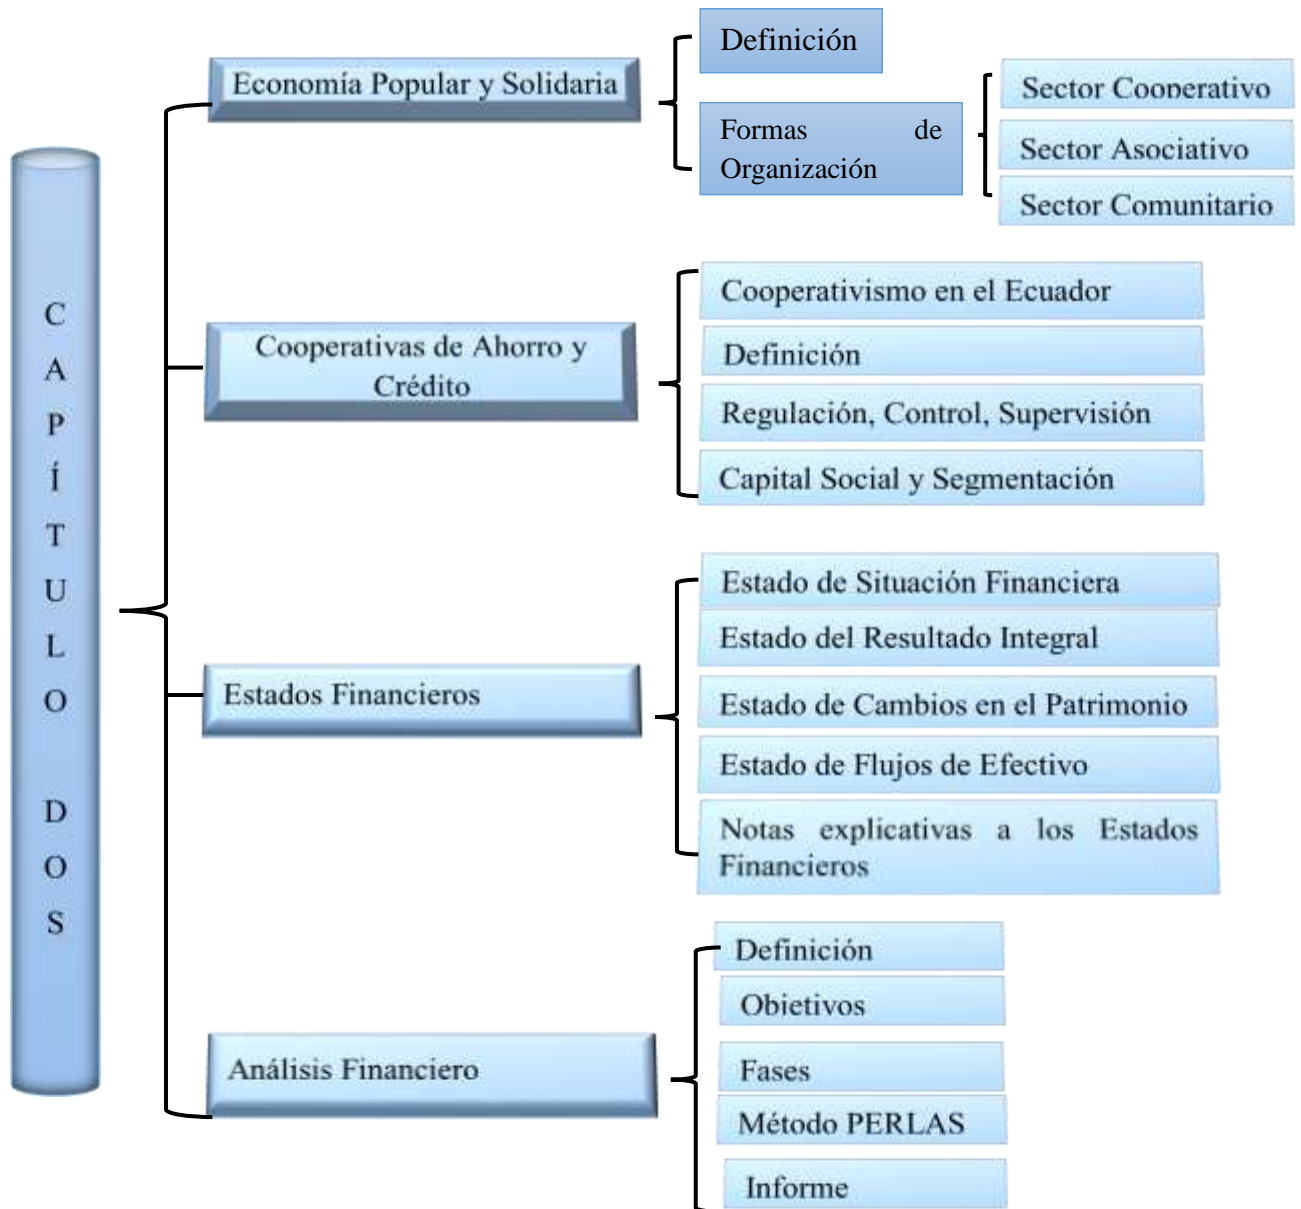 CAPÍTULO DOS
Economía Popular y Solidaria
Definición
Formas de
Organización
Sector Cooperativo
Sector Asociativo
Sector Comunitario
Cooperativas de Ahorro y
Crédito
Cooperativismo en el Ecuador
Definición
Regulación, Control, Supervisión
Capital Social y Segmentación
Estados Financieros
Estado de Situación Financiera
Estado del Resultado Integral
Estado de Cambios en el Patrimonio
Estado de Flujos de Efectivo
Notas explicativas a los Estados
Financieros
Análisis Financiero
Definición
Objetivos
Fases
Método PERLAS
Informe